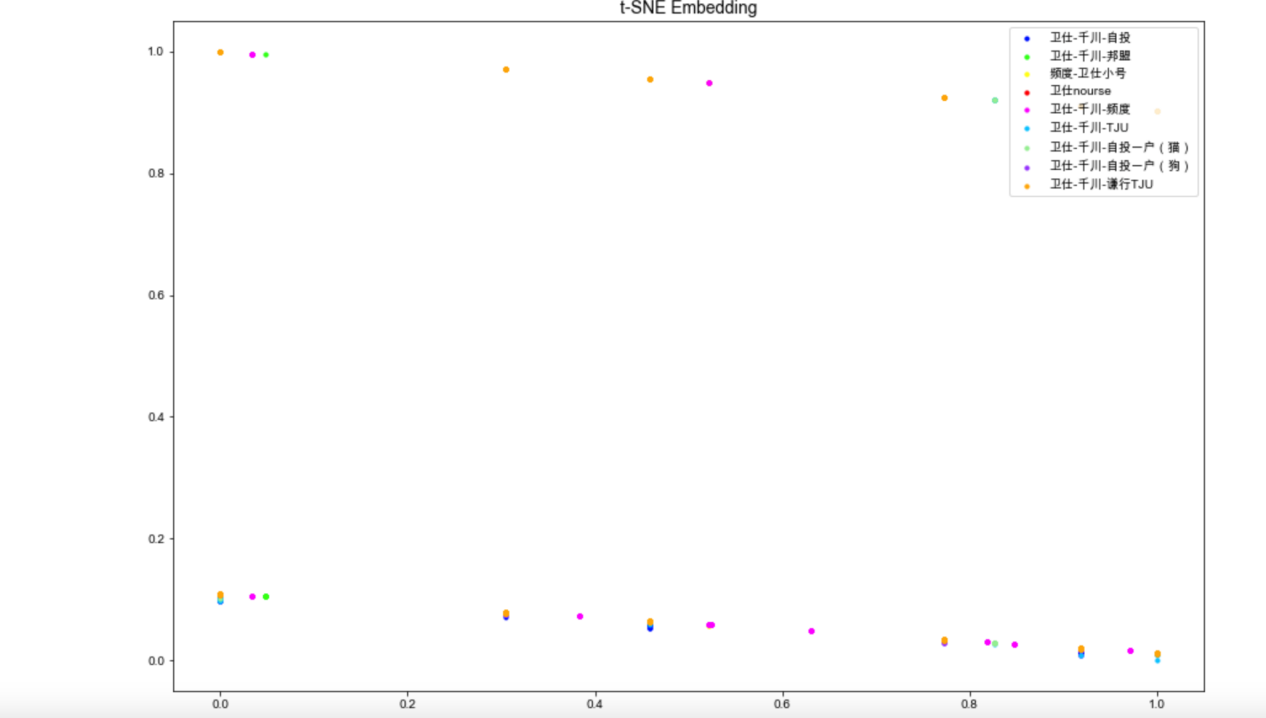 t-SNE Embedding
卫仕-千川-自投
卫仕-千川-邦盟
频度-卫仕小号
卫仕nourse
卫仕-千川-频度
卫仕-千川-TJU
卫仕-千川-自投一户（猫）
卫仕-千川-自投一户（狗）
卫仕-千川-谦行TJU
1.0
0.8
0.6
0.4
0.2
0.0
0.0 0.2 0.4 0.6 0.8 1.0